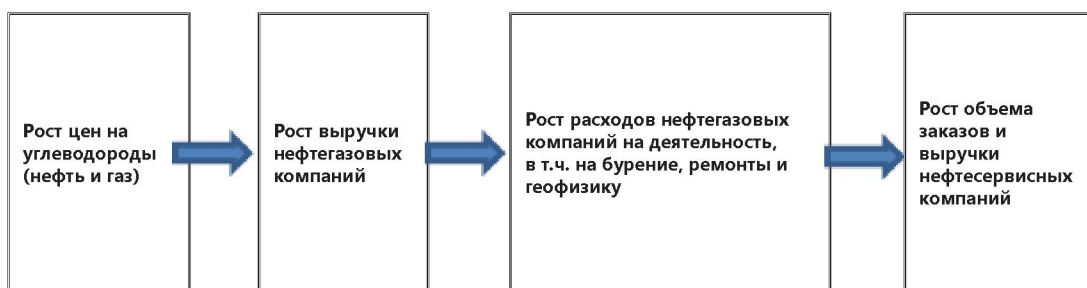 Рост цен на
углеводороды
(нефть и газ)
Рост выручки
нефтегазовых
компаний
Рост расходов нефтегазовых
компаний на деятельность,
в т.ч. на бурение, ремонты и
геофизику
Рост объема
заказов и
выручки
нефтесервисных
компаний